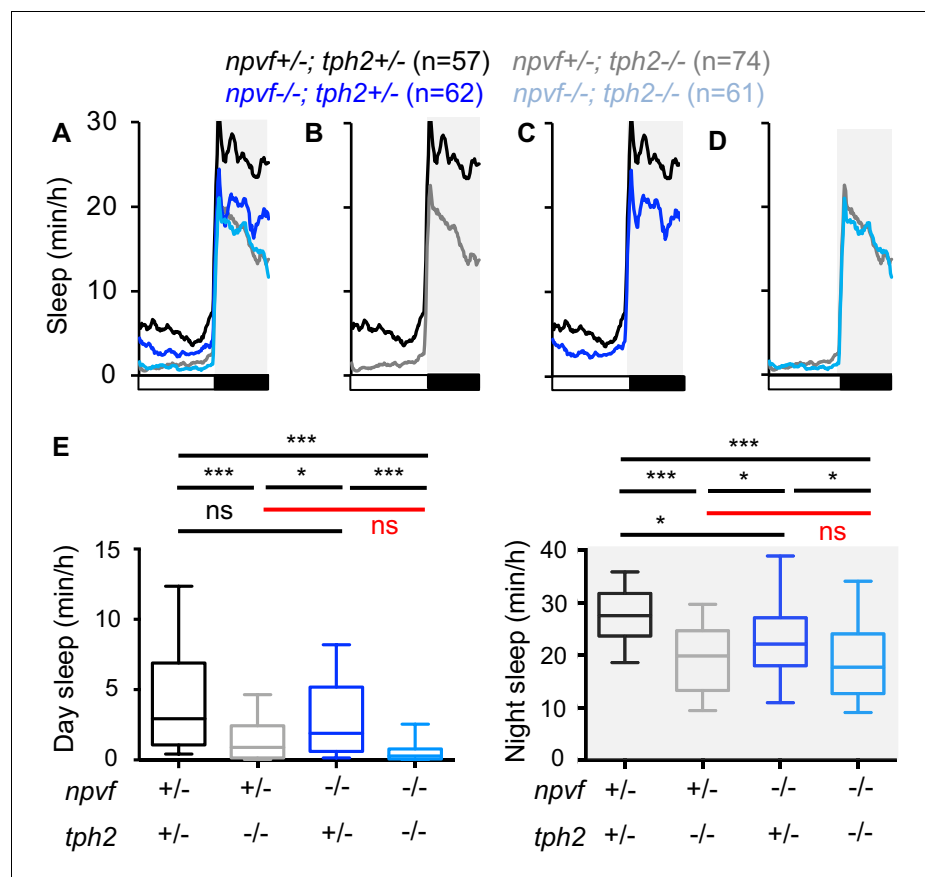 npvf+/-; tph2+/- (n=57) npvf+/-; tph2-/- (n=74)
npvf-/-; tph2+/- (n=62) npvf-/-; tph2-/- (n=61)
A B C D
30
20
10
0
Sleep (min/h)
E
***
*** * ***
ns ns
15
10
5
0
Day sleep (min/h)
npvf +/- +/- -/- -/-
tph2 +/- -/- +/- -/-
***
*** * *
* ns
40
30
20
10
0
Night sleep (min/h)
npvf +/- +/- -/- -/-
tph2 +/- -/- +/- -/-